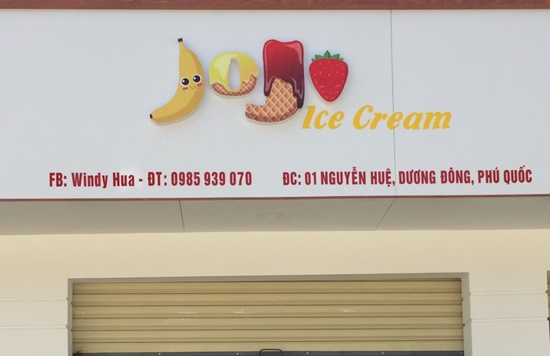 JoJo
Ice Cream
FB: Windy Hua - ĐT: 0985 939 070 ĐC: 01 NGUYỄN HUỆ, DƯƠNG ĐÔNG, PHÚ QUỐC